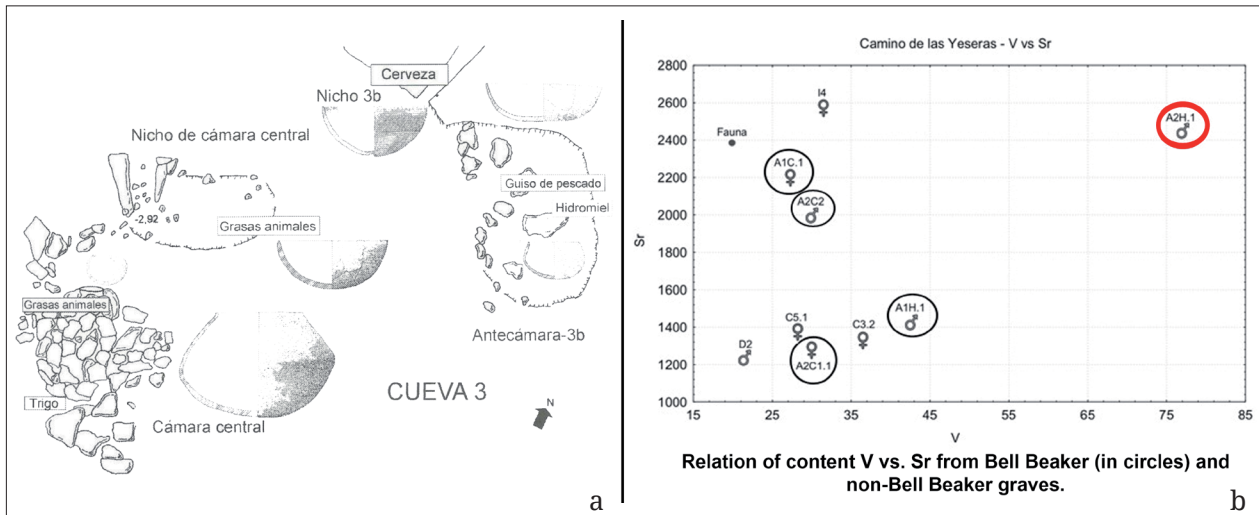 Cerveza
Nicho 3b
Nicho de cámara central
Guiso de pescado
Hidromiel
-2,92
Grasas animales
Grasas animales
Antecámara-3b
CUEVA 3
N
Trigo
Cámara central
a
Camino de las Yeseras - V vs Sr
2800
2600
2400
2200
2000
1800
1600
1400
1200
1000
Sr
I4
A2H.1
Fauna
A1C.1
A2C2
A1H.1
C5.1
C3.2
D2
A2C1.1
15
25
35
45
55
65
75
85
V
Relation of content V vs. Sr from Bell Beaker (in circles) and
non-Bell Beaker graves.
b